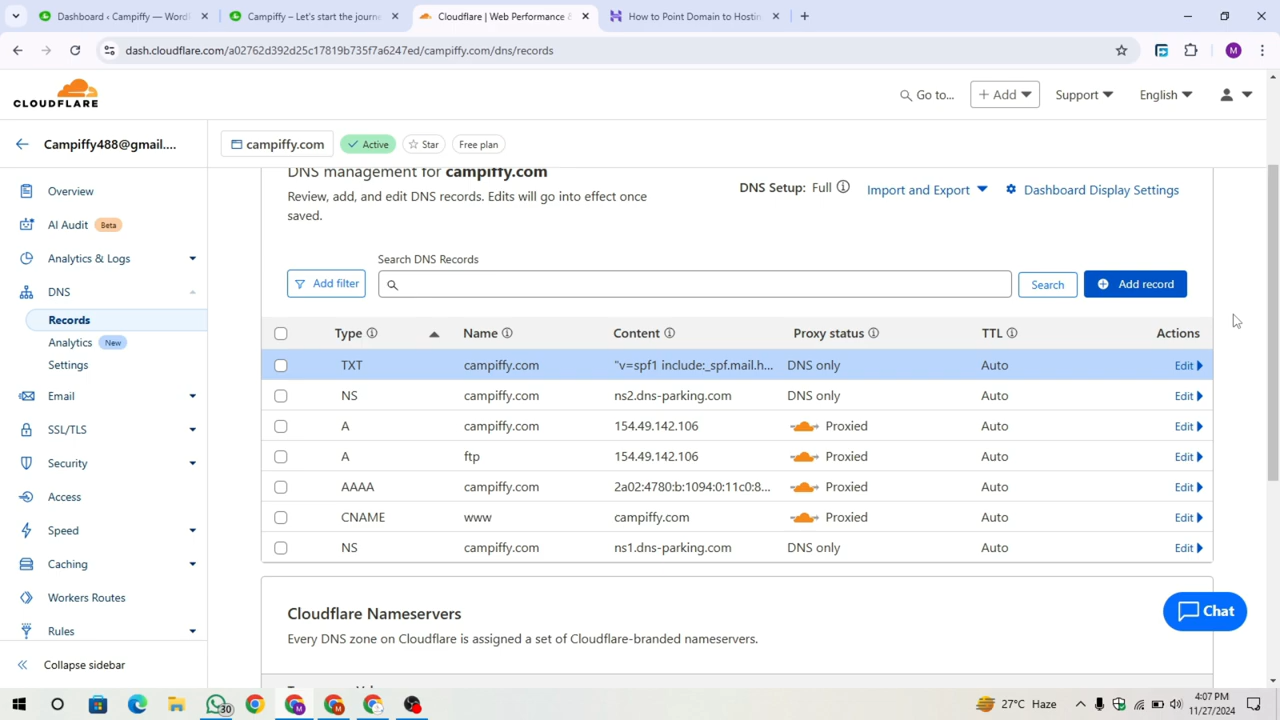 Dashboard ‹ Campiffy — Wordl
Campiffy – Let's start the journe
Cloudflare | Web Performance &
How to Point Domain to Hostin
dash.cloudflare.com/a02762d392d25c17819b735f7a6247ed/campiffy.com/dns/records
M
CLOUDFLARE
Go to...
+ Add
Support
English
Campiffy488@gmail....
campiffy.com
Active
Star
Free plan
Overview
AI Audit Beta
Analytics & Logs
DNS
Records
Analytics New
Settings
Email
SSL/TLS
Security
Access
Speed
Caching
Workers Routes
Rules
Collapse sidebar
DNS management for campiffy.com
Review, add, and edit DNS records. Edits will go into effect once
saved.
DNS Setup: Full
Import and Export
Dashboard Display Settings
Search DNS Records
Add filter
Search
Add record
Type Name Content Proxy status TTL Actions
TXT campiffy.com "v=spf1 include:_spf.mail.h... DNS only Auto Edit
NS campiffy.com ns2.dns-parking.com DNS only Auto Edit
A campiffy.com 154.49.142.106 Proxied Auto Edit
A ftp 154.49.142.106 Proxied Auto Edit
AAAA campiffy.com 2a02:4780:b:1094:0:11c0:8... Proxied Auto Edit
CNAME www campiffy.com Proxied Auto Edit
NS campiffy.com ns1.dns-parking.com DNS only Auto Edit
Cloudflare Nameservers
Every DNS zone on Cloudflare is assigned a set of Cloudflare-branded nameservers.
Chat
30
27°C Haze
4:07 PM
11/27/2024